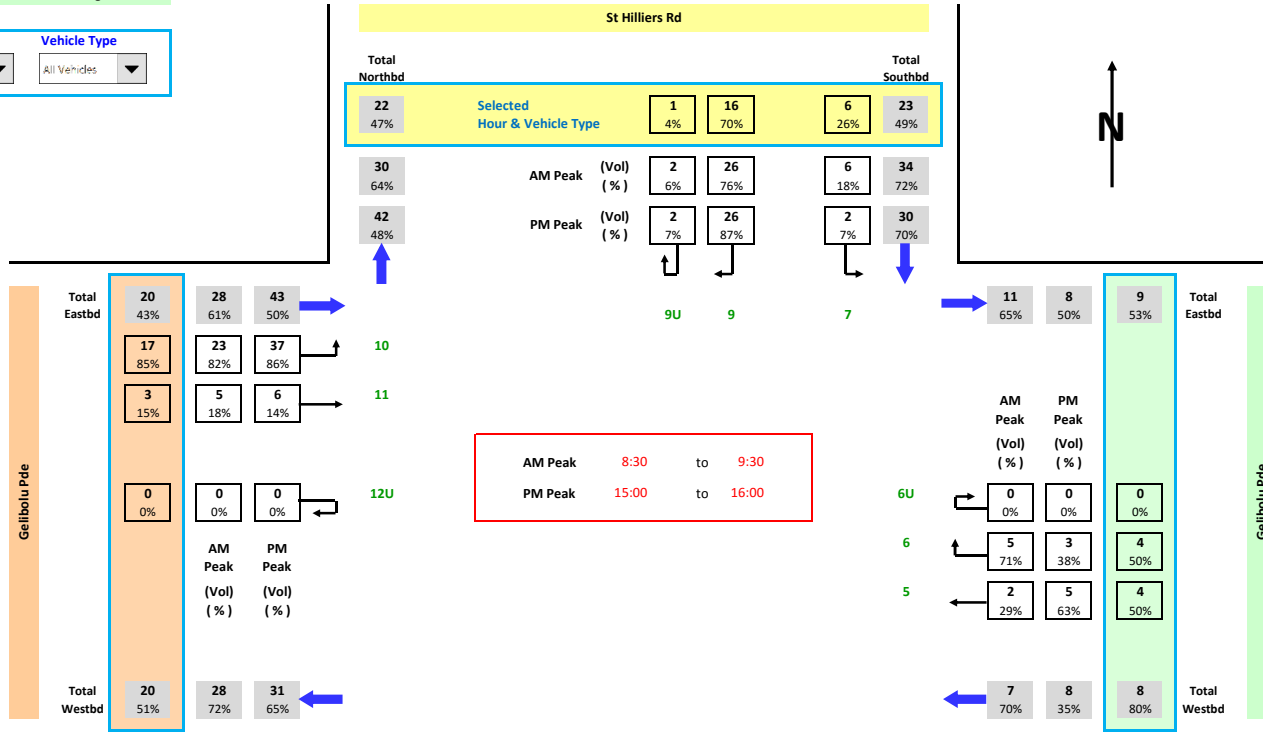 St Hilliers Rd
Vehicle Type
All Vehicles
Total
Northbd
Total
Southbd
22
47%
Selected
Hour & Vehicle Type
1
4%
16
70%
6
26%
23
49%
30
64%
AM Peak
(Vol)
( % )
2
6%
26
76%
6
18%
34
72%
42
48%
PM Peak
(Vol)
( % )
2
7%
26
87%
2
7%
30
70%
N
Total
Eastbd
20
43%
28
61%
43
50%
9U
9
7
11
65%
8
50%
9
53%
Total
Eastbd
17
85%
23
82%
37
86%
10
3
15%
5
18%
6
14%
11
AM
Peak
(Vol)
( % )
PM
Peak
(Vol)
( % )
AM Peak 8:30 to 9:30
PM Peak 15:00 to 16:00
Gelibolu Pde
0
0%
0
0%
0
0%
12U
6U
0
0%
0
0%
0
0%
Gelibolu Pde
AM
Peak
(Vol)
( % )
PM
Peak
(Vol)
( % )
6
5
71%
3
38%
4
50%
5
2
29%
5
63%
4
50%
Total
Westbd
20
51%
28
72%
31
65%
7
70%
8
35%
8
80%
Total
Westbd